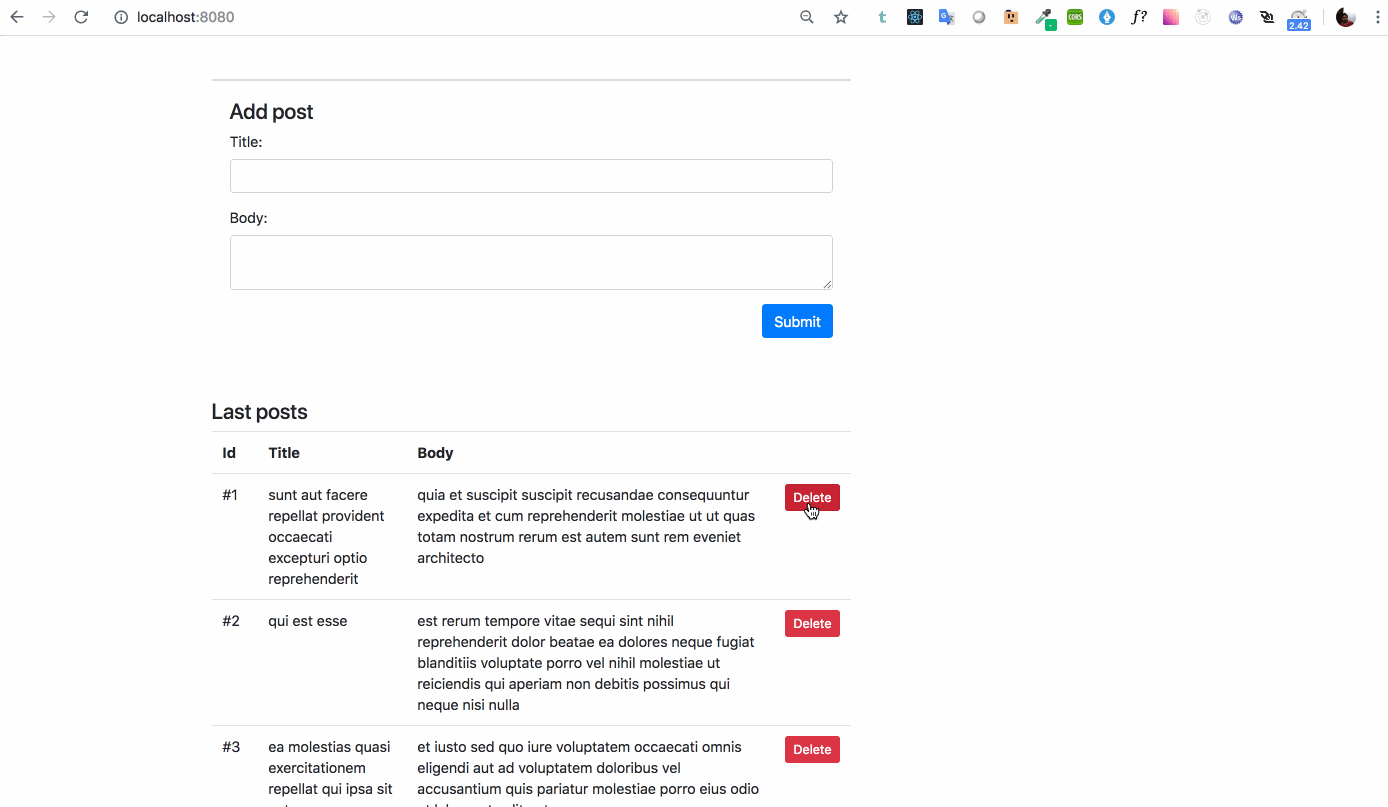 localhost:8080
t
CORS
f?
Ws
2.42
Add post
Title:
Body:
Submit
Last posts
Id Title Body
#1 sunt aut facere quia et suscipit suscipit recusandae consequuntur Delete
repellat provident expedita et cum reprehenderit molestiae ut ut quas
occaecati totam nostrum rerum est autem sunt rem eveniet
excepturi optio architecto
reprehenderit
#2 qui est esse est rerum tempore vitae sequi sint nihil Delete
reprehenderit dolor beatae ea dolores neque fugiat
blanditiis voluptate porro vel nihil molestiae ut
reiciendis qui aperiam non debitis possimus qui
neque nisi nulla
#3 ea molestias quasi et iusto sed quo iure voluptatem occaecati omnis Delete
exercitationem eligendi aut ad voluptatem doloribus vel
repellat qui ipsa sit accusantium quis pariatur molestiae porro eius odio